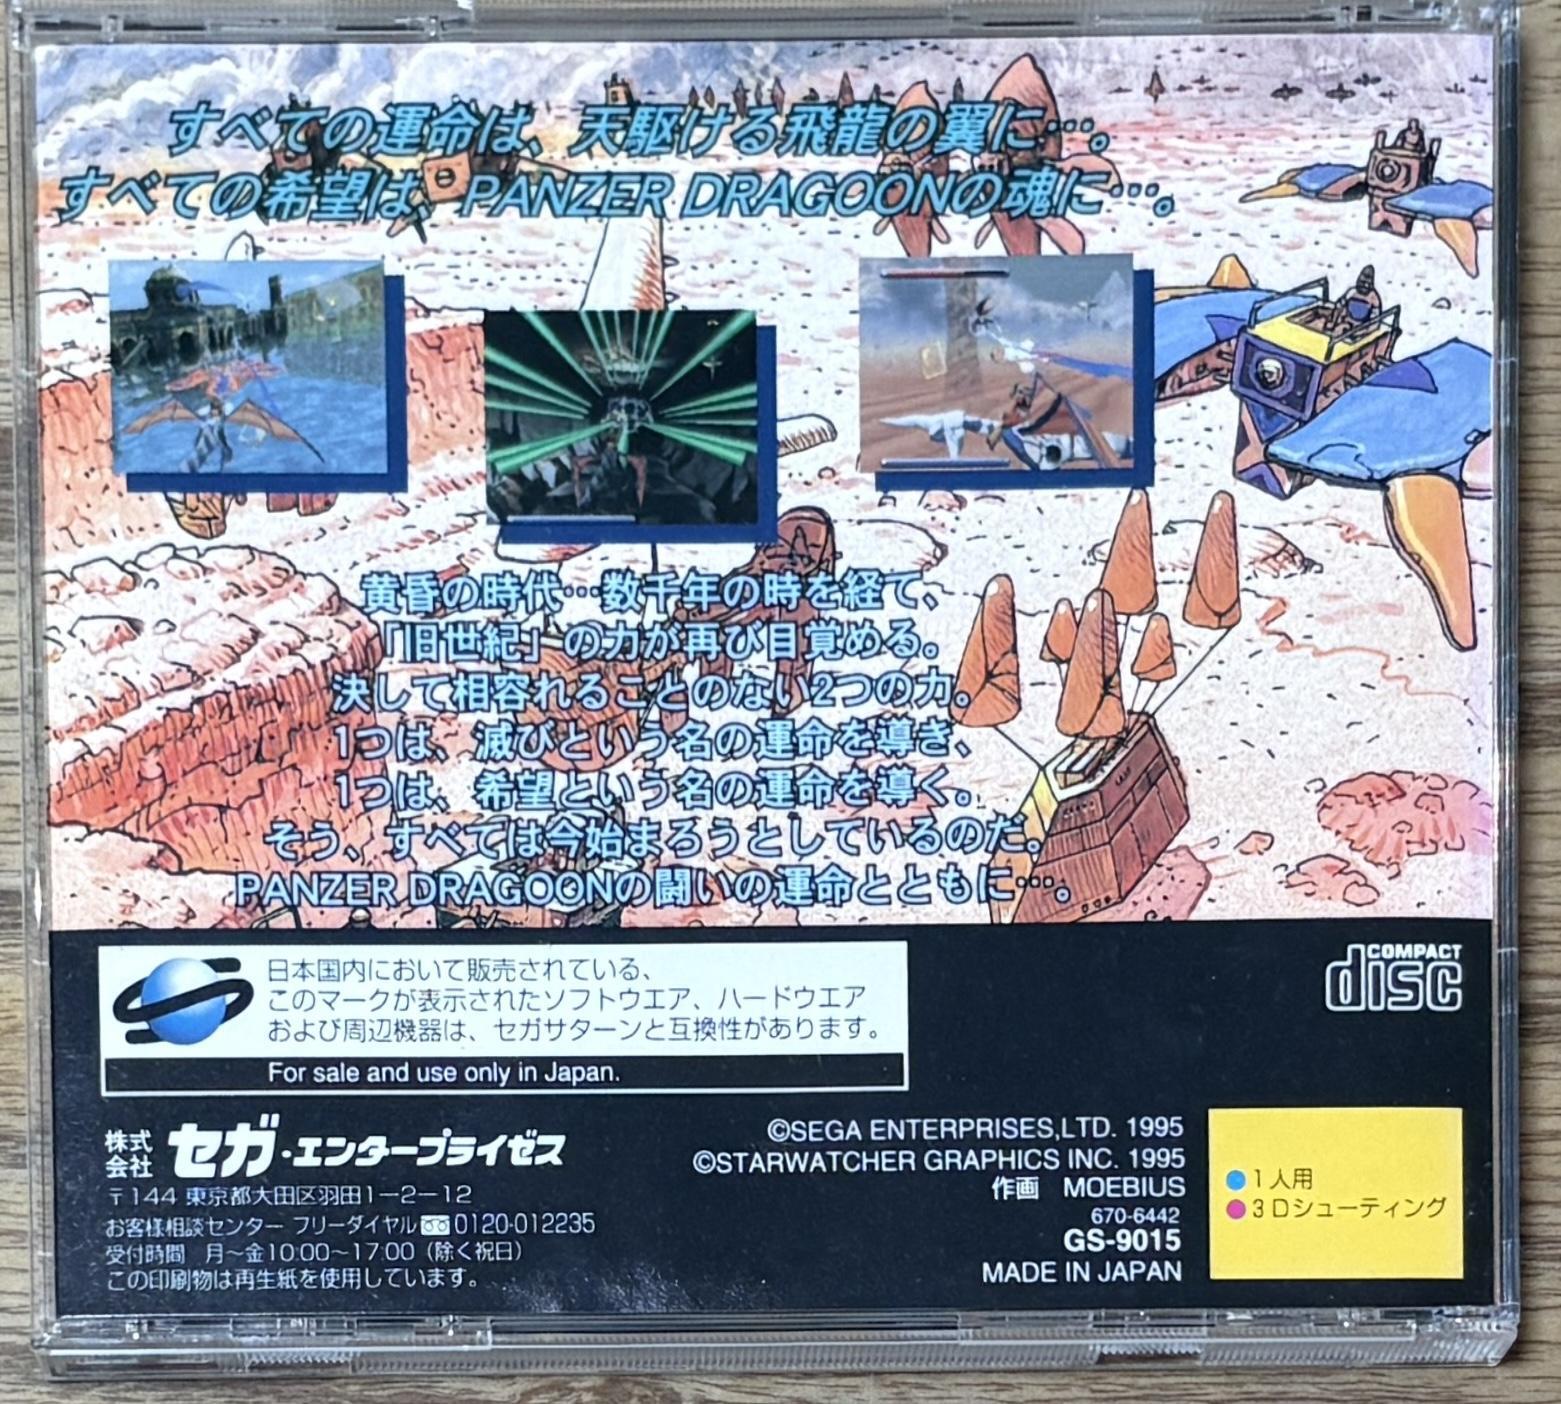 すべての運命は、天駆ける飛龍の翼に…。
すべての希望は、PANZER DRAGOONの魂に…。
黄昏の時代…数千年の時を経て、
「旧世紀」の力が再び目覚める。
決して相容れることのない2つの力。
1つは、滅びという名の運命を導き、
1つは、希望という名の運命を導く。
そう、すべては今始まろうとしているのだ。
PANZER DRAGOONの闘いの運命とともに…。
日本国内において販売されている、
このマークが表示されたソフトウエア、ハードウエア
および周辺機器は、セガサターンと互換性があります。
For sale and use only in Japan.
COMPACT
disc
株式会社 セガ・エンタープライゼス
〒144 東京都大田区羽田1-2-12
お客様相談センター フリーダイヤル 0120-012235
受付時間 月~金10:00~17:00 (除く祝日)
この印刷物は再生紙を使用しています。
©SEGA ENTERPRISES,LTD. 1995
©STARWATCHER GRAPHICS INC. 1995
作画 MOEBIUS
670-6442
GS-9015
MADE IN JAPAN
1人用
3Dシューティング